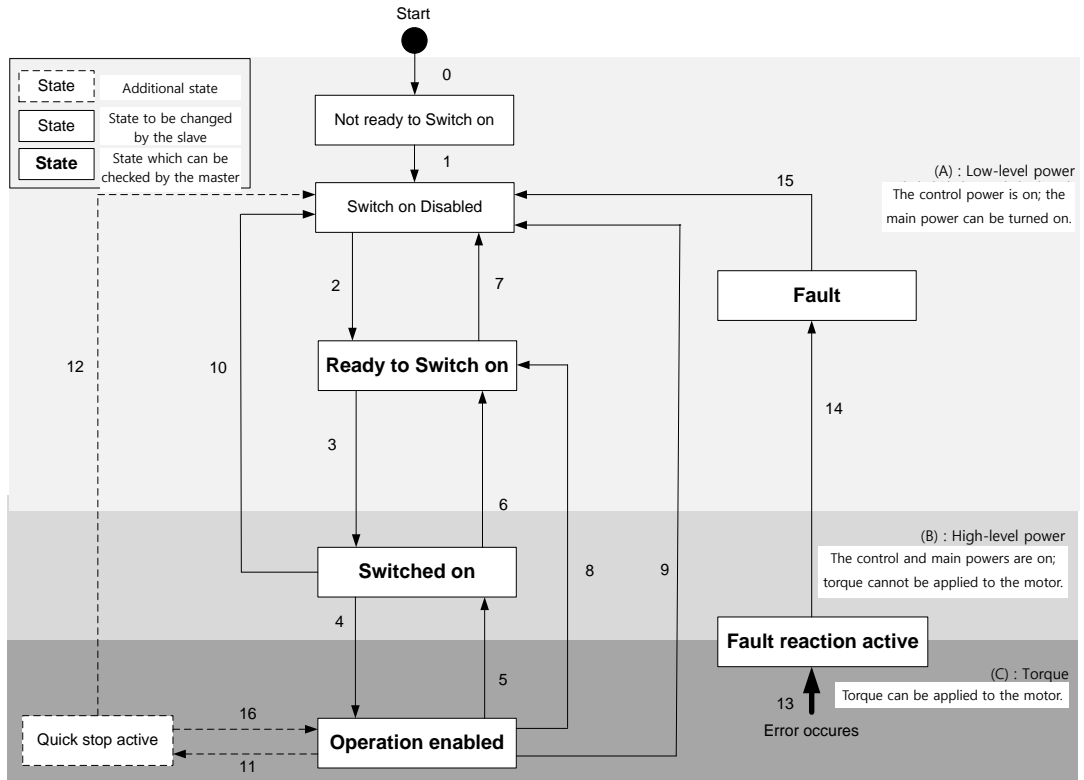 Start
0
State
Additional state
State
State to be changed
by the slave
State
State which can be
checked by the master
Not ready to Switch on
1
15
(A) : Low-level power
The control power is on; the
main power can be turned on.
Switch on Disabled
2
7
Fault
12
10
Ready to Switch on
14
3
6
(B) : High-level power
The control and main powers are on;
torque cannot be applied to the motor.
Switched on
8
9
4
Fault reaction active
5
(C) : Torque
Torque can be applied to the motor.
13
Error occures
16
Quick stop active
Operation enabled
11